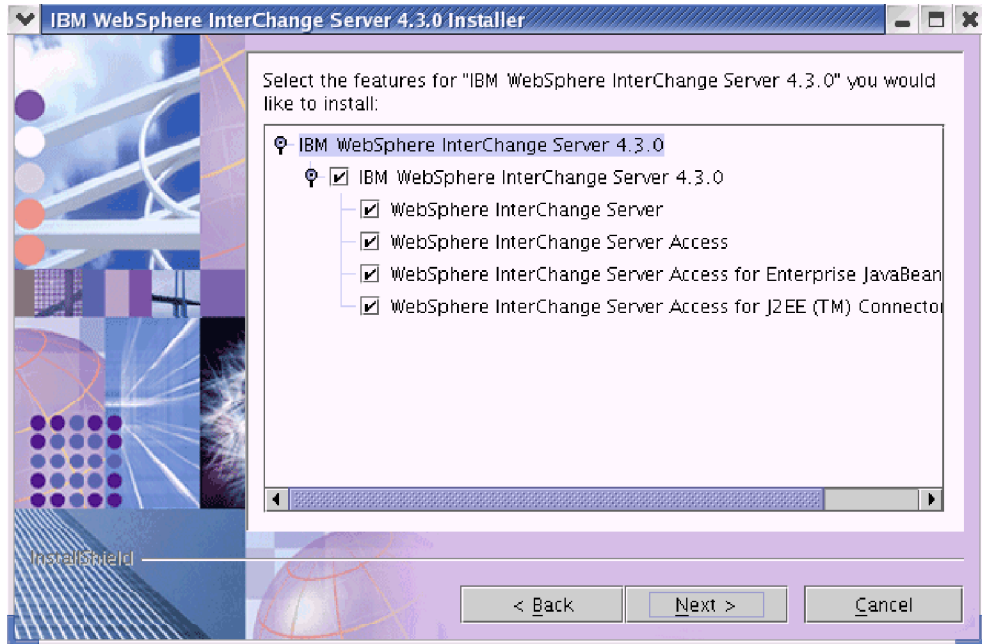 IBM WebSphere InterChange Server 4.3.0 Installer
Select the features for "IBM WebSphere InterChange Server 4.3.0" you would
like to install:
IBM WebSphere InterChange Server 4.3.0
IBM WebSphere InterChange Server 4.3.0
WebSphere InterChange Server
WebSphere InterChange Server Access
WebSphere InterChange Server Access for Enterprise JavaBean
WebSphere InterChange Server Access for J2EE (TM) Connector
InstallShield
< Back
Next >
Cancel